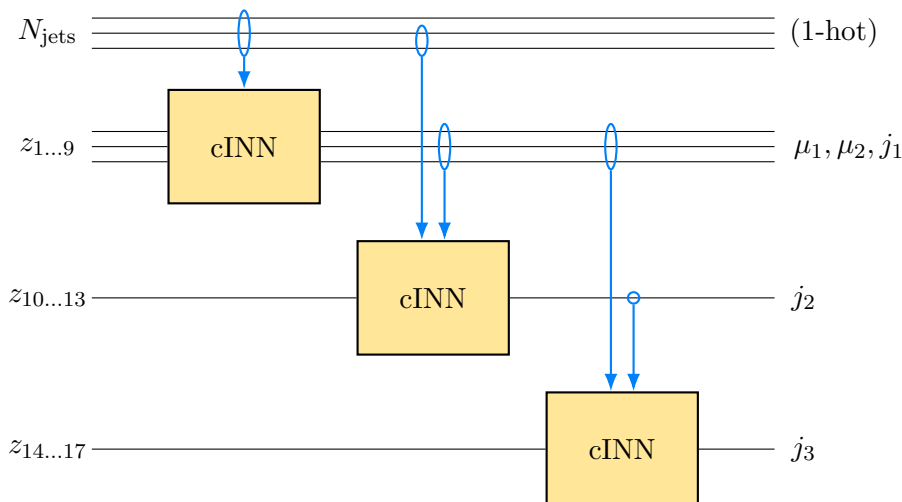 N_jets (1-hot)
cINN
z_1...9 μ_1, μ_2, j_1
cINN
z_10...13 j_2
cINN
z_14...17 j_3